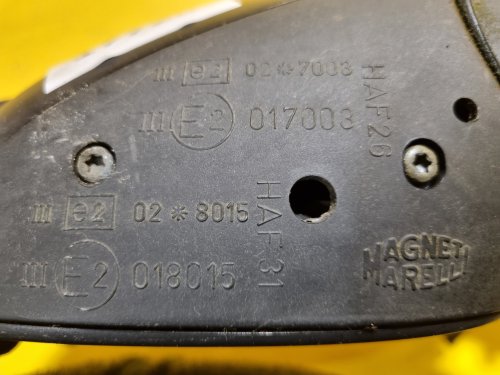 III e2 02*7003
III E2 017003
HAF26
III e2 02*8015
III E2 018015
HAF31
MAGNETI
MARELLI